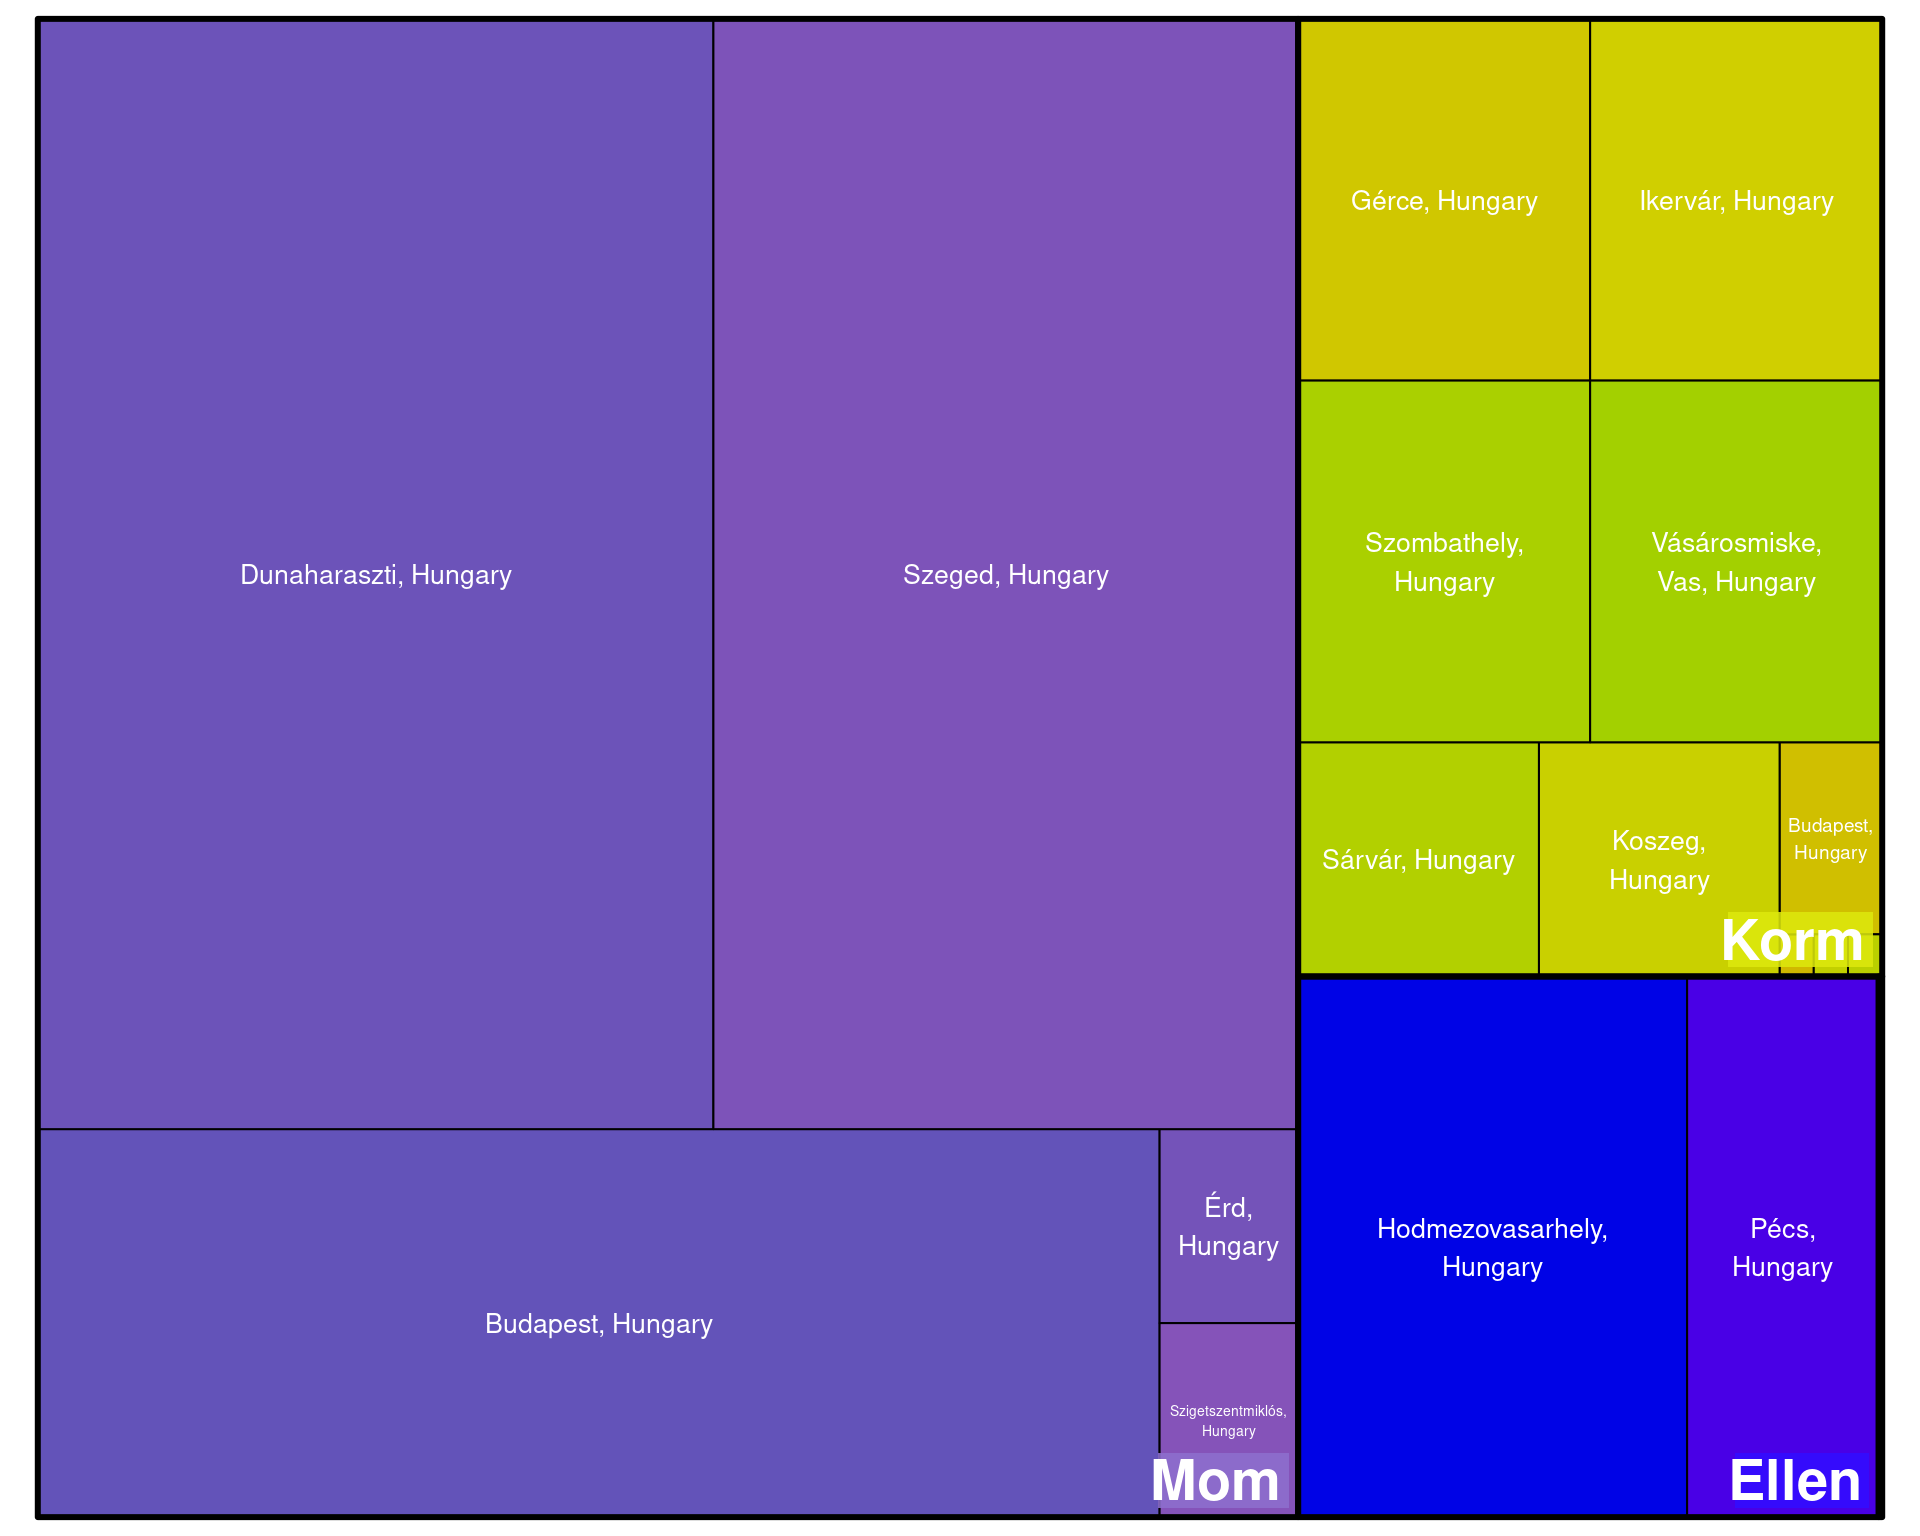 Gérce, Hungary
Ikervár, Hungary
Dunaharaszti, Hungary
Szeged, Hungary
Szombathely,
Hungary
Vásárosmiske,
Vas, Hungary
Sárvár, Hungary
Koszeg,
Hungary
Budapest,
Hungary
Korm
Budapest, Hungary
Érd,
Hungary
Szigetszentmiklós,
Hungary
Mom
Hodmezovasarhely,
Hungary
Pécs,
Hungary
Ellen